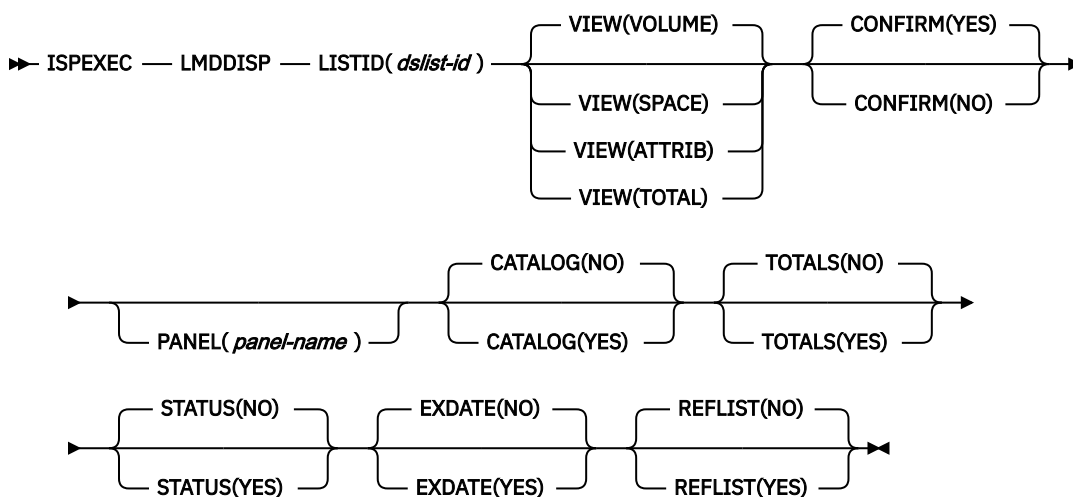 VIEW(VOLUME) CONFIRM(YES)
ISPEXEC LMDDISP LISTID( dslist-id )
VIEW(SPACE) CONFIRM(NO)
VIEW(ATTRIB)
VIEW(TOTAL)
CATALOG(NO) TOTALS(NO)
PANEL( panel-name ) CATALOG(YES) TOTALS(YES)
STATUS(NO) EXDATE(NO) REFLIST(NO)
STATUS(YES) EXDATE(YES) REFLIST(YES)